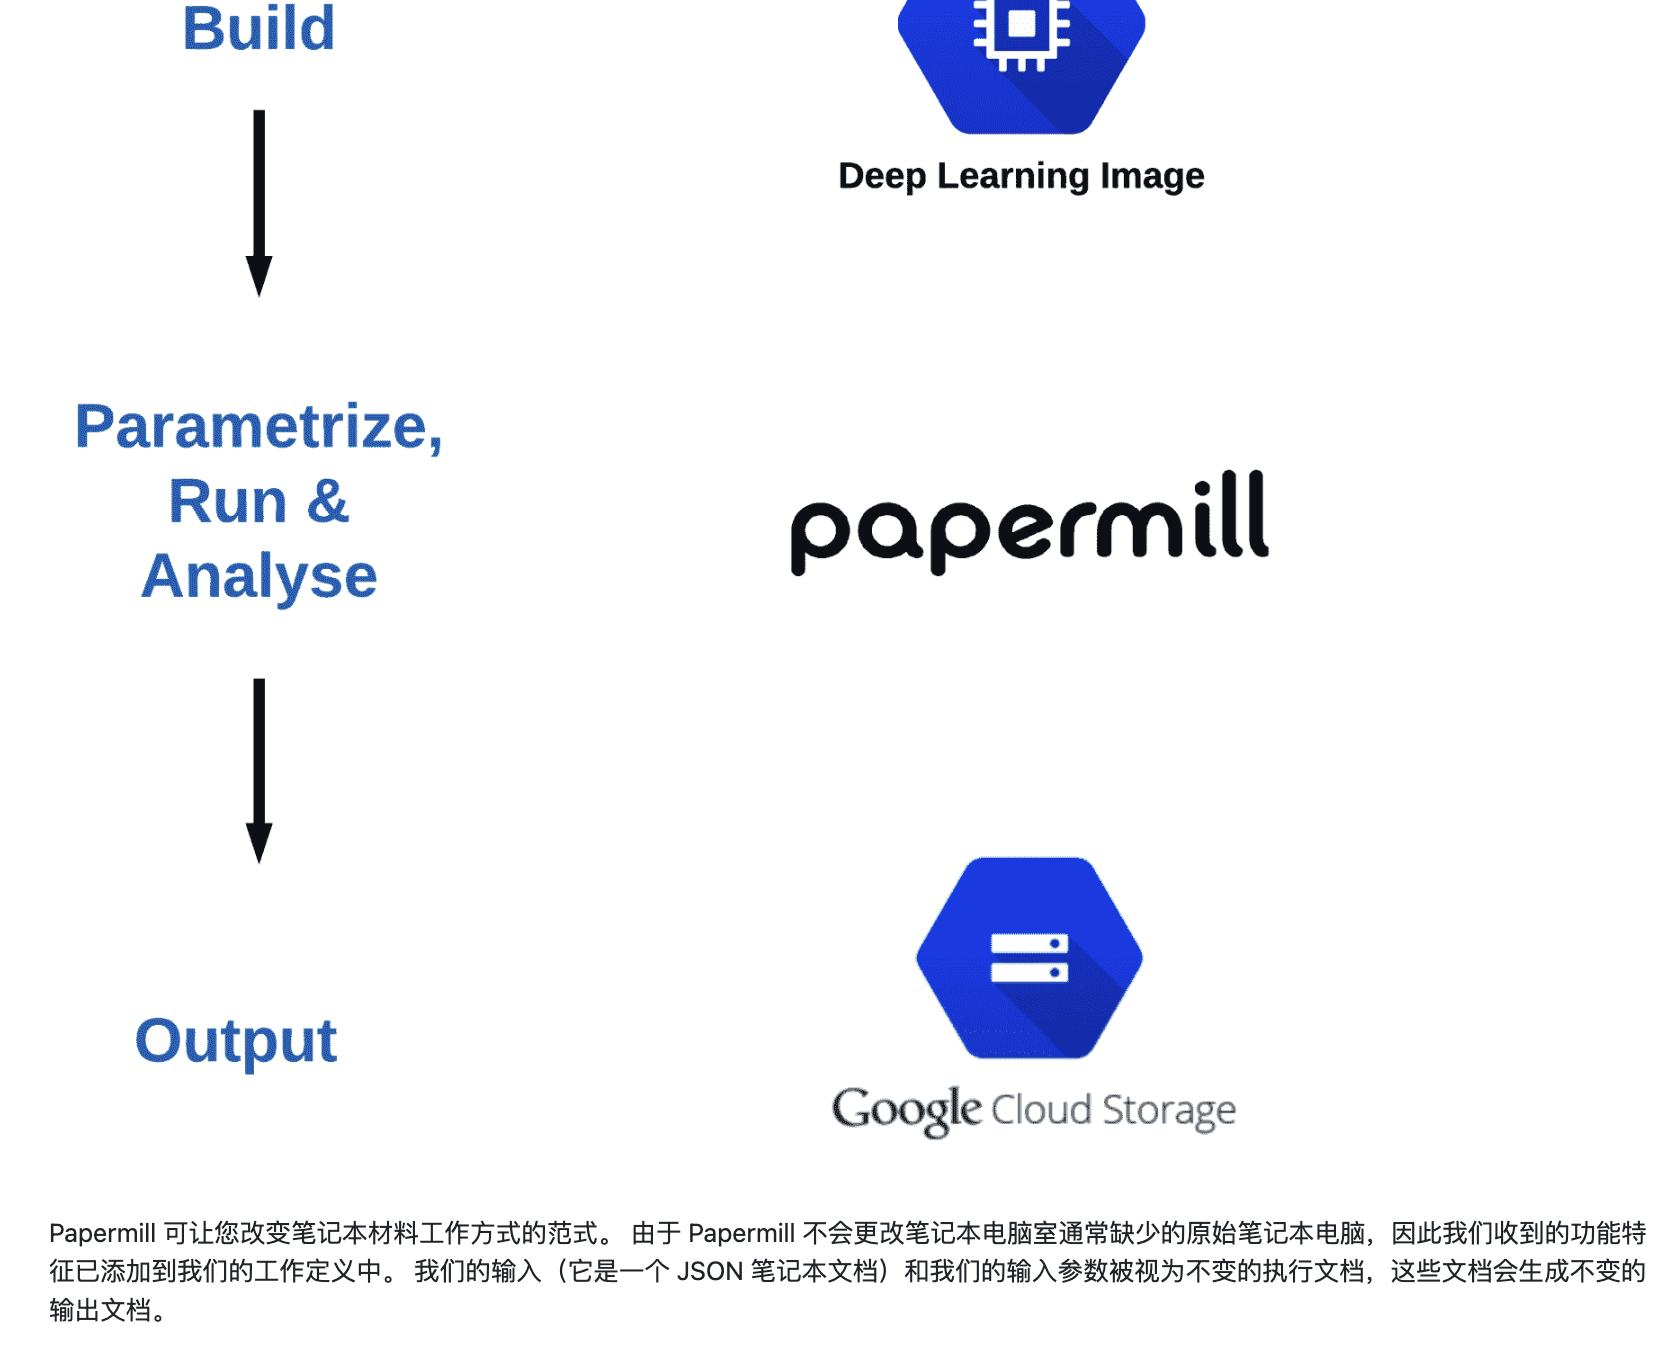 Build
Deep Learning Image
Parametrize,
Run &
Analyse
papermill
Output
Google Cloud Storage
Papermill 可让您改变笔记本材料工作方式的范式。 由于 Papermill 不会更改笔记本电脑室通常缺少的原始笔记本电脑，因此我们收到的功能特
征已添加到我们的工作定义中。 我们的输入（它是一个 JSON 笔记本文档）和我们的输入参数被视为不变的执行文档，这些文档会生成不变的
输出文档。